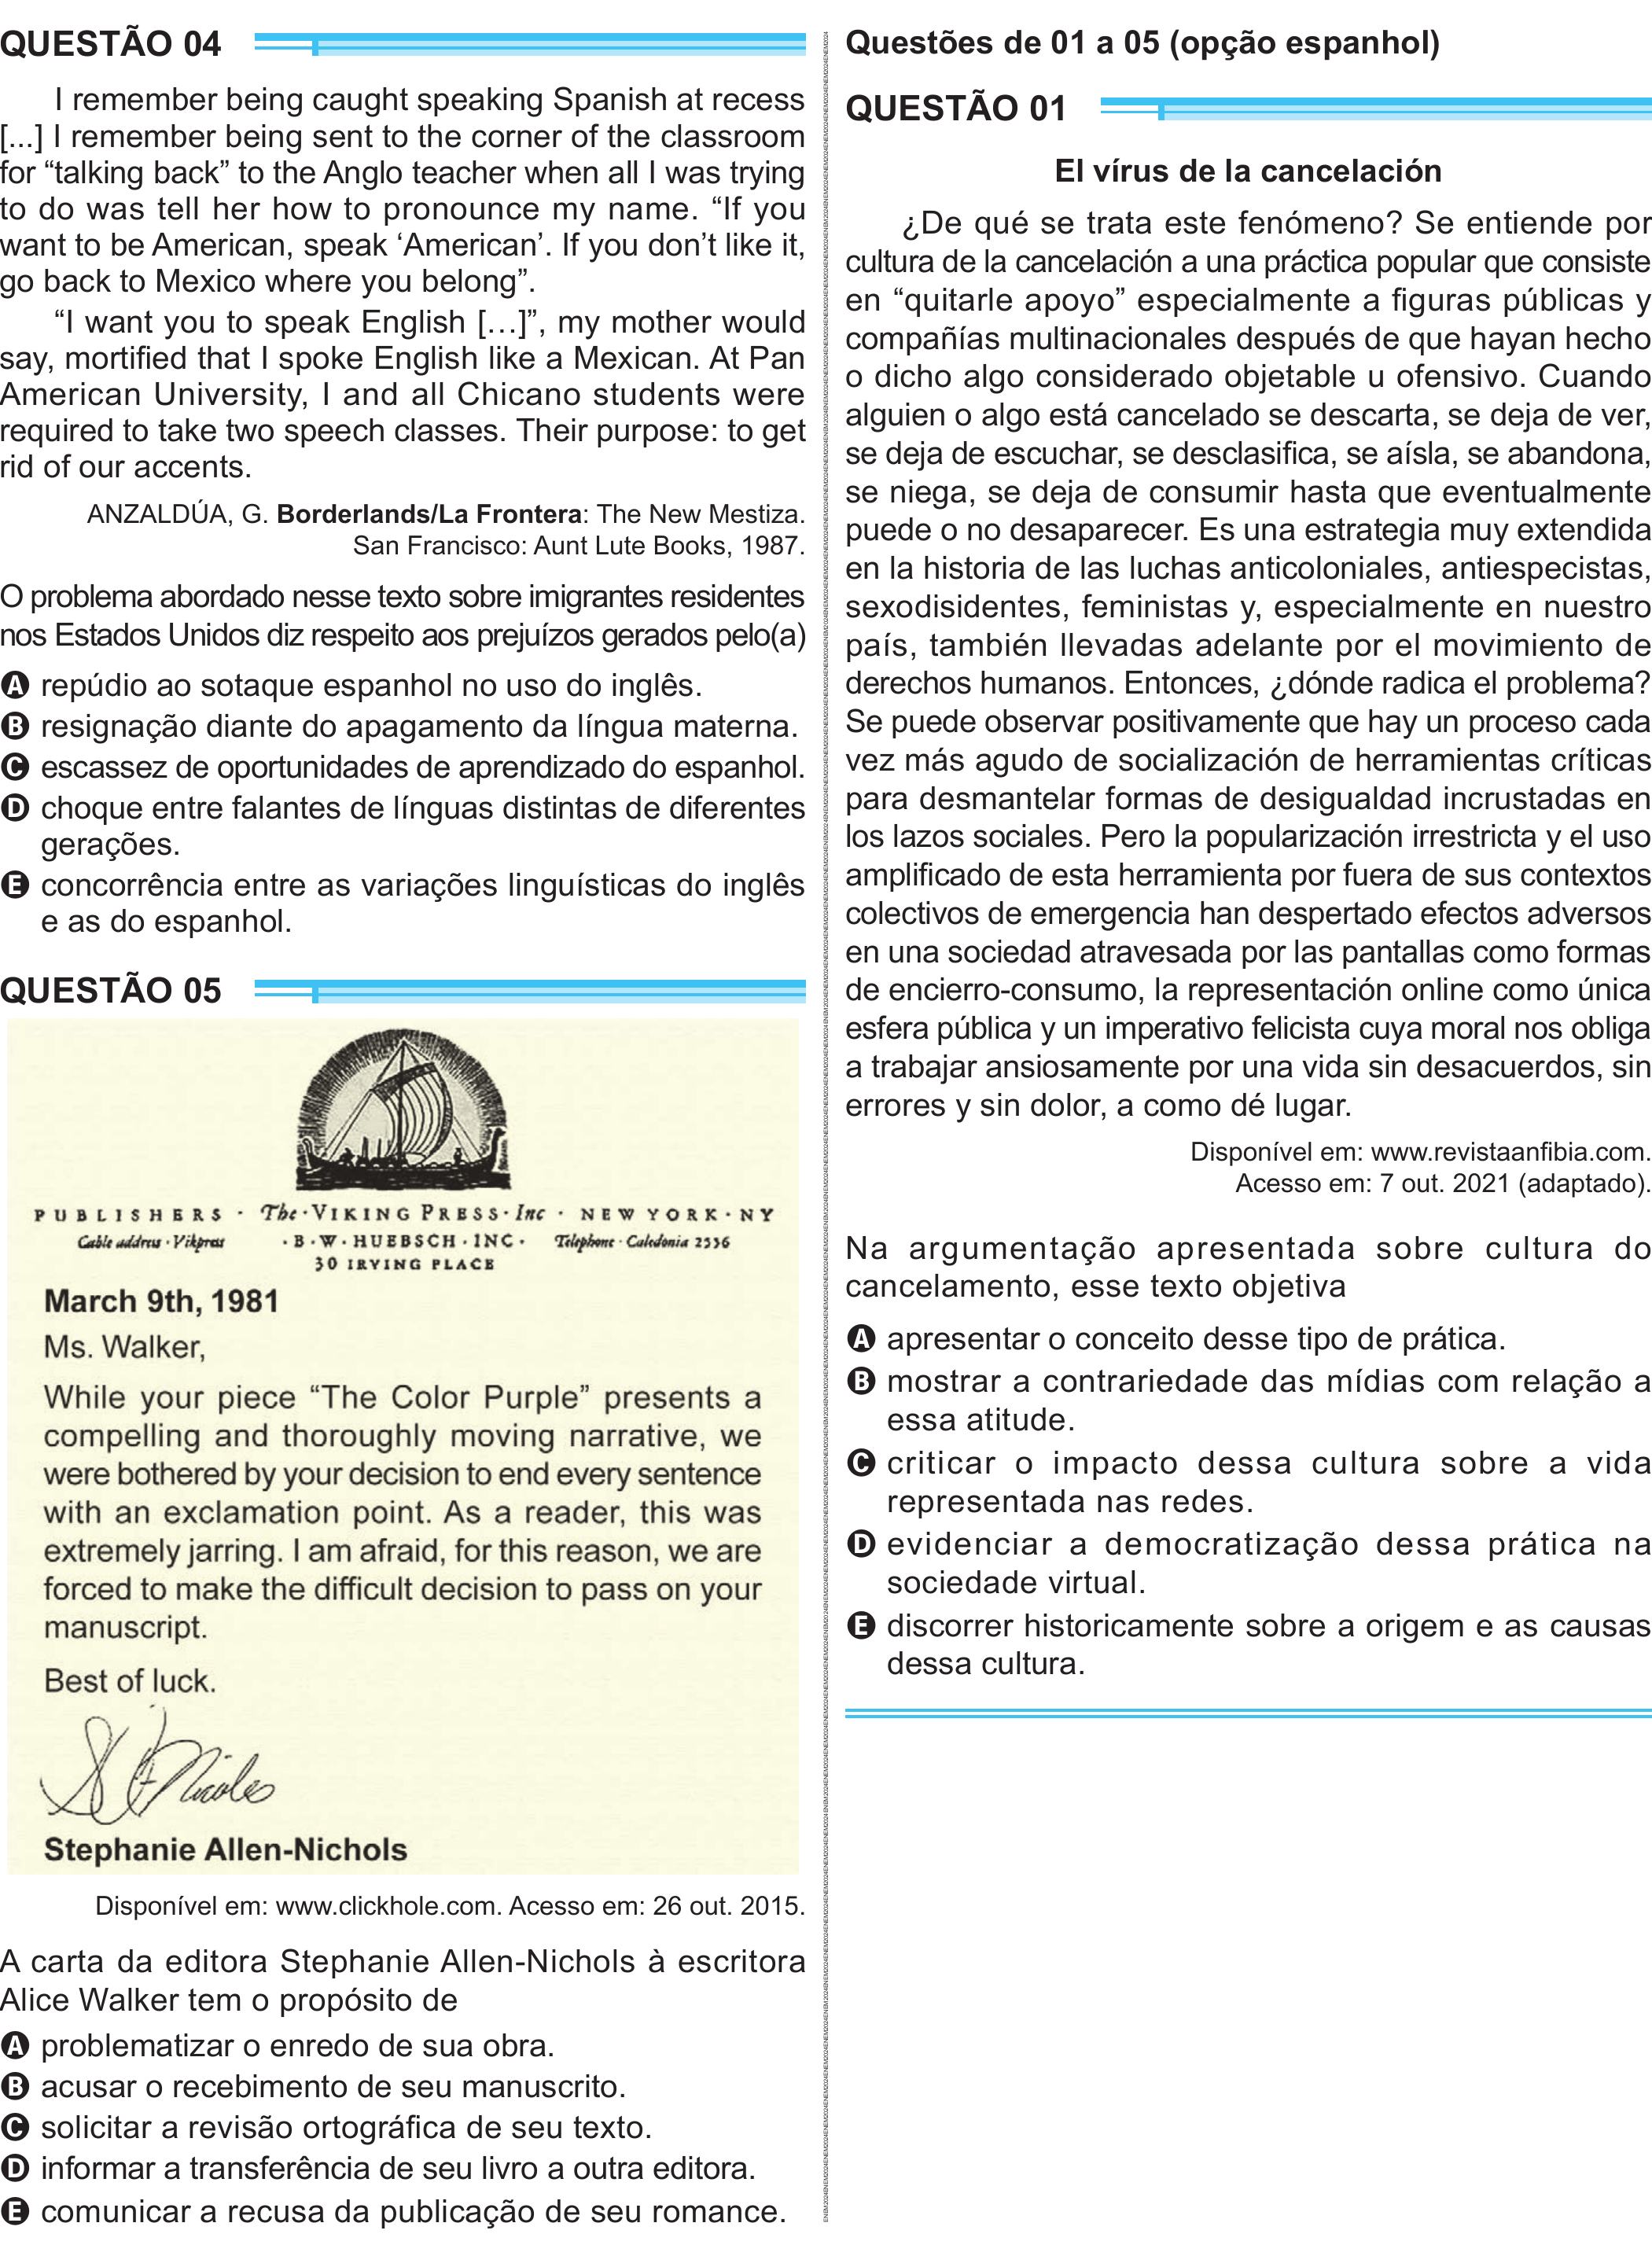 QUESTÃO 04
I remember being caught speaking Spanish at recess
[...] I remember being sent to the corner of the classroom
for “talking back” to the Anglo teacher when all I was trying
to do was tell her how to pronounce my name. “If you
want to be American, speak ‘American’. If you don’t like it,
go back to Mexico where you belong”.
“I want you to speak English […]”, my mother would
say, mortified that I spoke English like a Mexican. At Pan
American University, I and all Chicano students were
required to take two speech classes. Their purpose: to get
rid of our accents.
ANZALDÚA, G. Borderlands/La Frontera: The New Mestiza.
San Francisco: Aunt Lute Books, 1987.
O problema abordado nesse texto sobre imigrantes residentes
nos Estados Unidos diz respeito aos prejuízos gerados pelo(a)
A repúdio ao sotaque espanhol no uso do inglês.
B resignação diante do apagamento da língua materna.
C escassez de oportunidades de aprendizado do espanhol.
D choque entre falantes de línguas distintas de diferentes
gerações.
E concorrência entre as variações linguísticas do inglês
e as do espanhol.
QUESTÃO 05
PUBLISHERS · The · VIKING PRESS · Inc · NEW YORK · NY
Cable address · Vikpress · B · W · HUEBSCH · INC · Telephone · Caledonia 2536
30 IRVING PLACE
March 9th, 1981
Ms. Walker,
While your piece “The Color Purple” presents a
compelling and thoroughly moving narrative, we
were bothered by your decision to end every sentence
with an exclamation point. As a reader, this was
extremely jarring. I am afraid, for this reason, we are
forced to make the difficult decision to pass on your
manuscript.
Best of luck.
Stephanie Allen-Nichols
Disponível em: www.clickhole.com. Acesso em: 26 out. 2015.
A carta da editora Stephanie Allen-Nichols à escritora
Alice Walker tem o propósito de
A problematizar o enredo de sua obra.
B acusar o recebimento de seu manuscrito.
C solicitar a revisão ortográfica de seu texto.
D informar a transferência de seu livro a outra editora.
E comunicar a recusa da publicação de seu romance.
Questões de 01 a 05 (opção espanhol)
QUESTÃO 01
El vírus de la cancelación
¿De qué se trata este fenómeno? Se entiende por
cultura de la cancelación a una práctica popular que consiste
en “quitarle apoyo” especialmente a figuras públicas y
compañías multinacionales después de que hayan hecho
o dicho algo considerado objetable u ofensivo. Cuando
alguien o algo está cancelado se descarta, se deja de ver,
se deja de escuchar, se desclasifica, se aísla, se abandona,
se niega, se deja de consumir hasta que eventualmente
puede o no desaparecer. Es una estrategia muy extendida
en la historia de las luchas anticoloniales, antiespecistas,
sexodisidentes, feministas y, especialmente en nuestro
país, también llevadas adelante por el movimiento de
derechos humanos. Entonces, ¿dónde radica el problema?
Se puede observar positivamente que hay un proceso cada
vez más agudo de socialización de herramientas críticas
para desmantelar formas de desigualdad incrustadas en
los lazos sociales. Pero la popularización irrestricta y el uso
amplificado de esta herramienta por fuera de sus contextos
colectivos de emergencia han despertado efectos adversos
en una sociedad atravesada por las pantallas como formas
de encierro-consumo, la representación online como única
esfera pública y un imperativo felicista cuya moral nos obliga
a trabajar ansiosamente por una vida sin desacuerdos, sin
errores y sin dolor, a como dé lugar.
Disponível em: www.revistaanfibia.com.
Acesso em: 7 out. 2021 (adaptado).
Na argumentação apresentada sobre cultura do
cancelamento, esse texto objetiva
A apresentar o conceito desse tipo de prática.
B mostrar a contrariedade das mídias com relação a
essa atitude.
C criticar o impacto dessa cultura sobre a vida
representada nas redes.
D evidenciar a democratização dessa prática na
sociedade virtual.
E discorrer historicamente sobre a origem e as causas
dessa cultura.